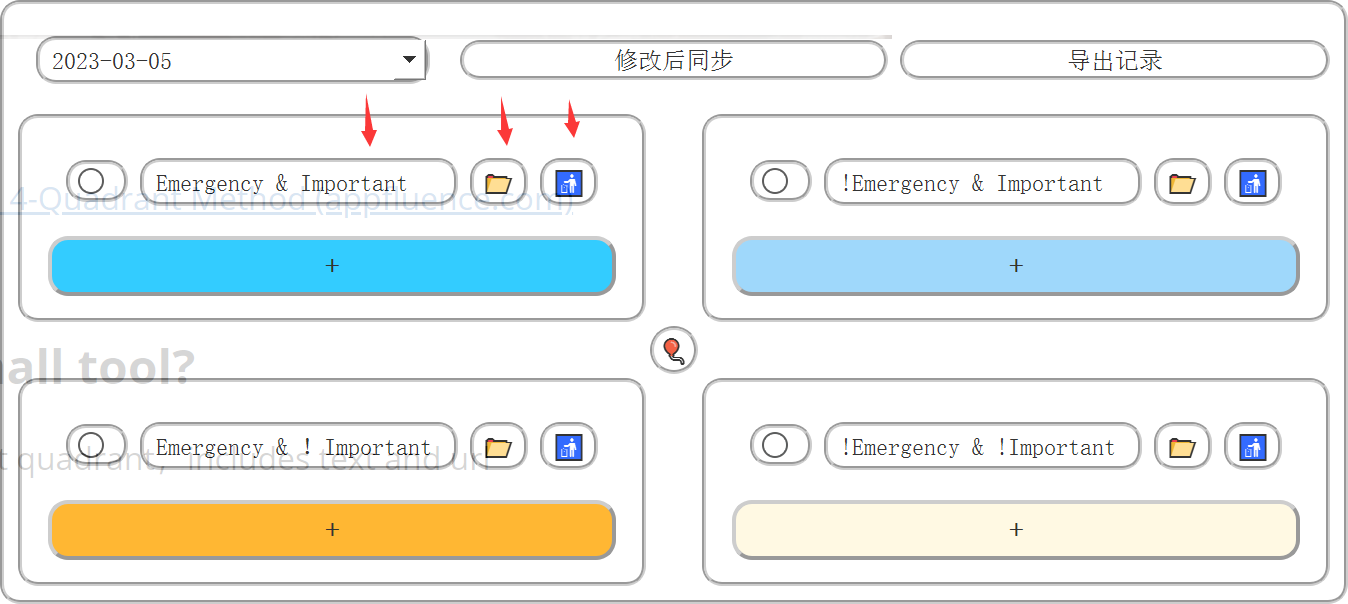 2023-03-05
修改后同步
导出记录
Emergency & Important
!Emergency & Important
4-Quadrant Method (appfluence.com)
+
+
all tool?
Emergency & ! Important
!Emergency & !Important
t quadrant, includes text and url
+
+